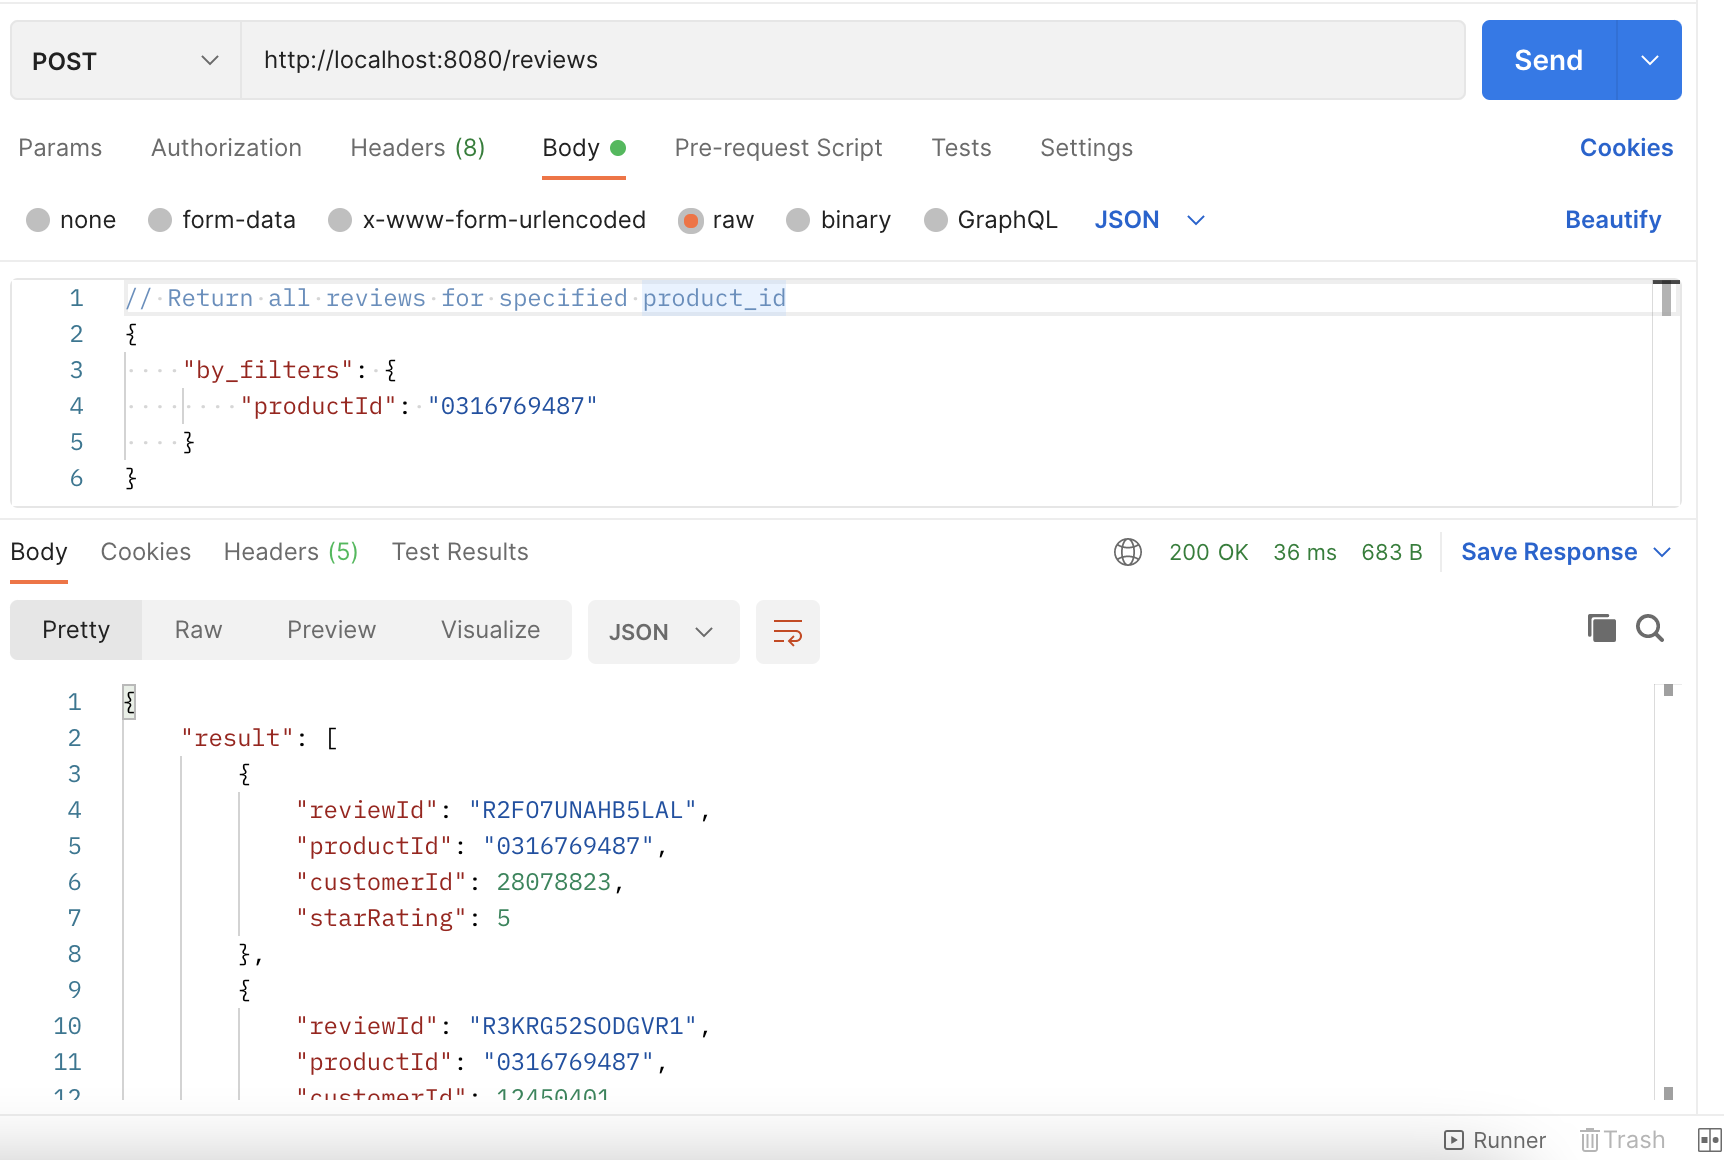 POST http://localhost:8080/reviews Send
Params Authorization Headers (8) Body Pre-request Script Tests Settings Cookies
none form-data x-www-form-urlencoded raw binary GraphQL JSON Beautify
1 // Return all reviews for specified product_id
2 {
3 "by_filters": {
4 "productId": "0316769487"
5 }
6 }
Body Cookies Headers (5) Test Results 200 OK 36 ms 683 B Save Response
Pretty Raw Preview Visualize JSON
1 {
2 "result": [
3 {
4 "reviewId": "R2FO7UNAHB5LAL",
5 "productId": "0316769487",
6 "customerId": 28078823,
7 "starRating": 5
8 },
9 {
10 "reviewId": "R3KRG52SODGVR1",
11 "productId": "0316769487",
12 "customerId": 12450401
Runner Trash